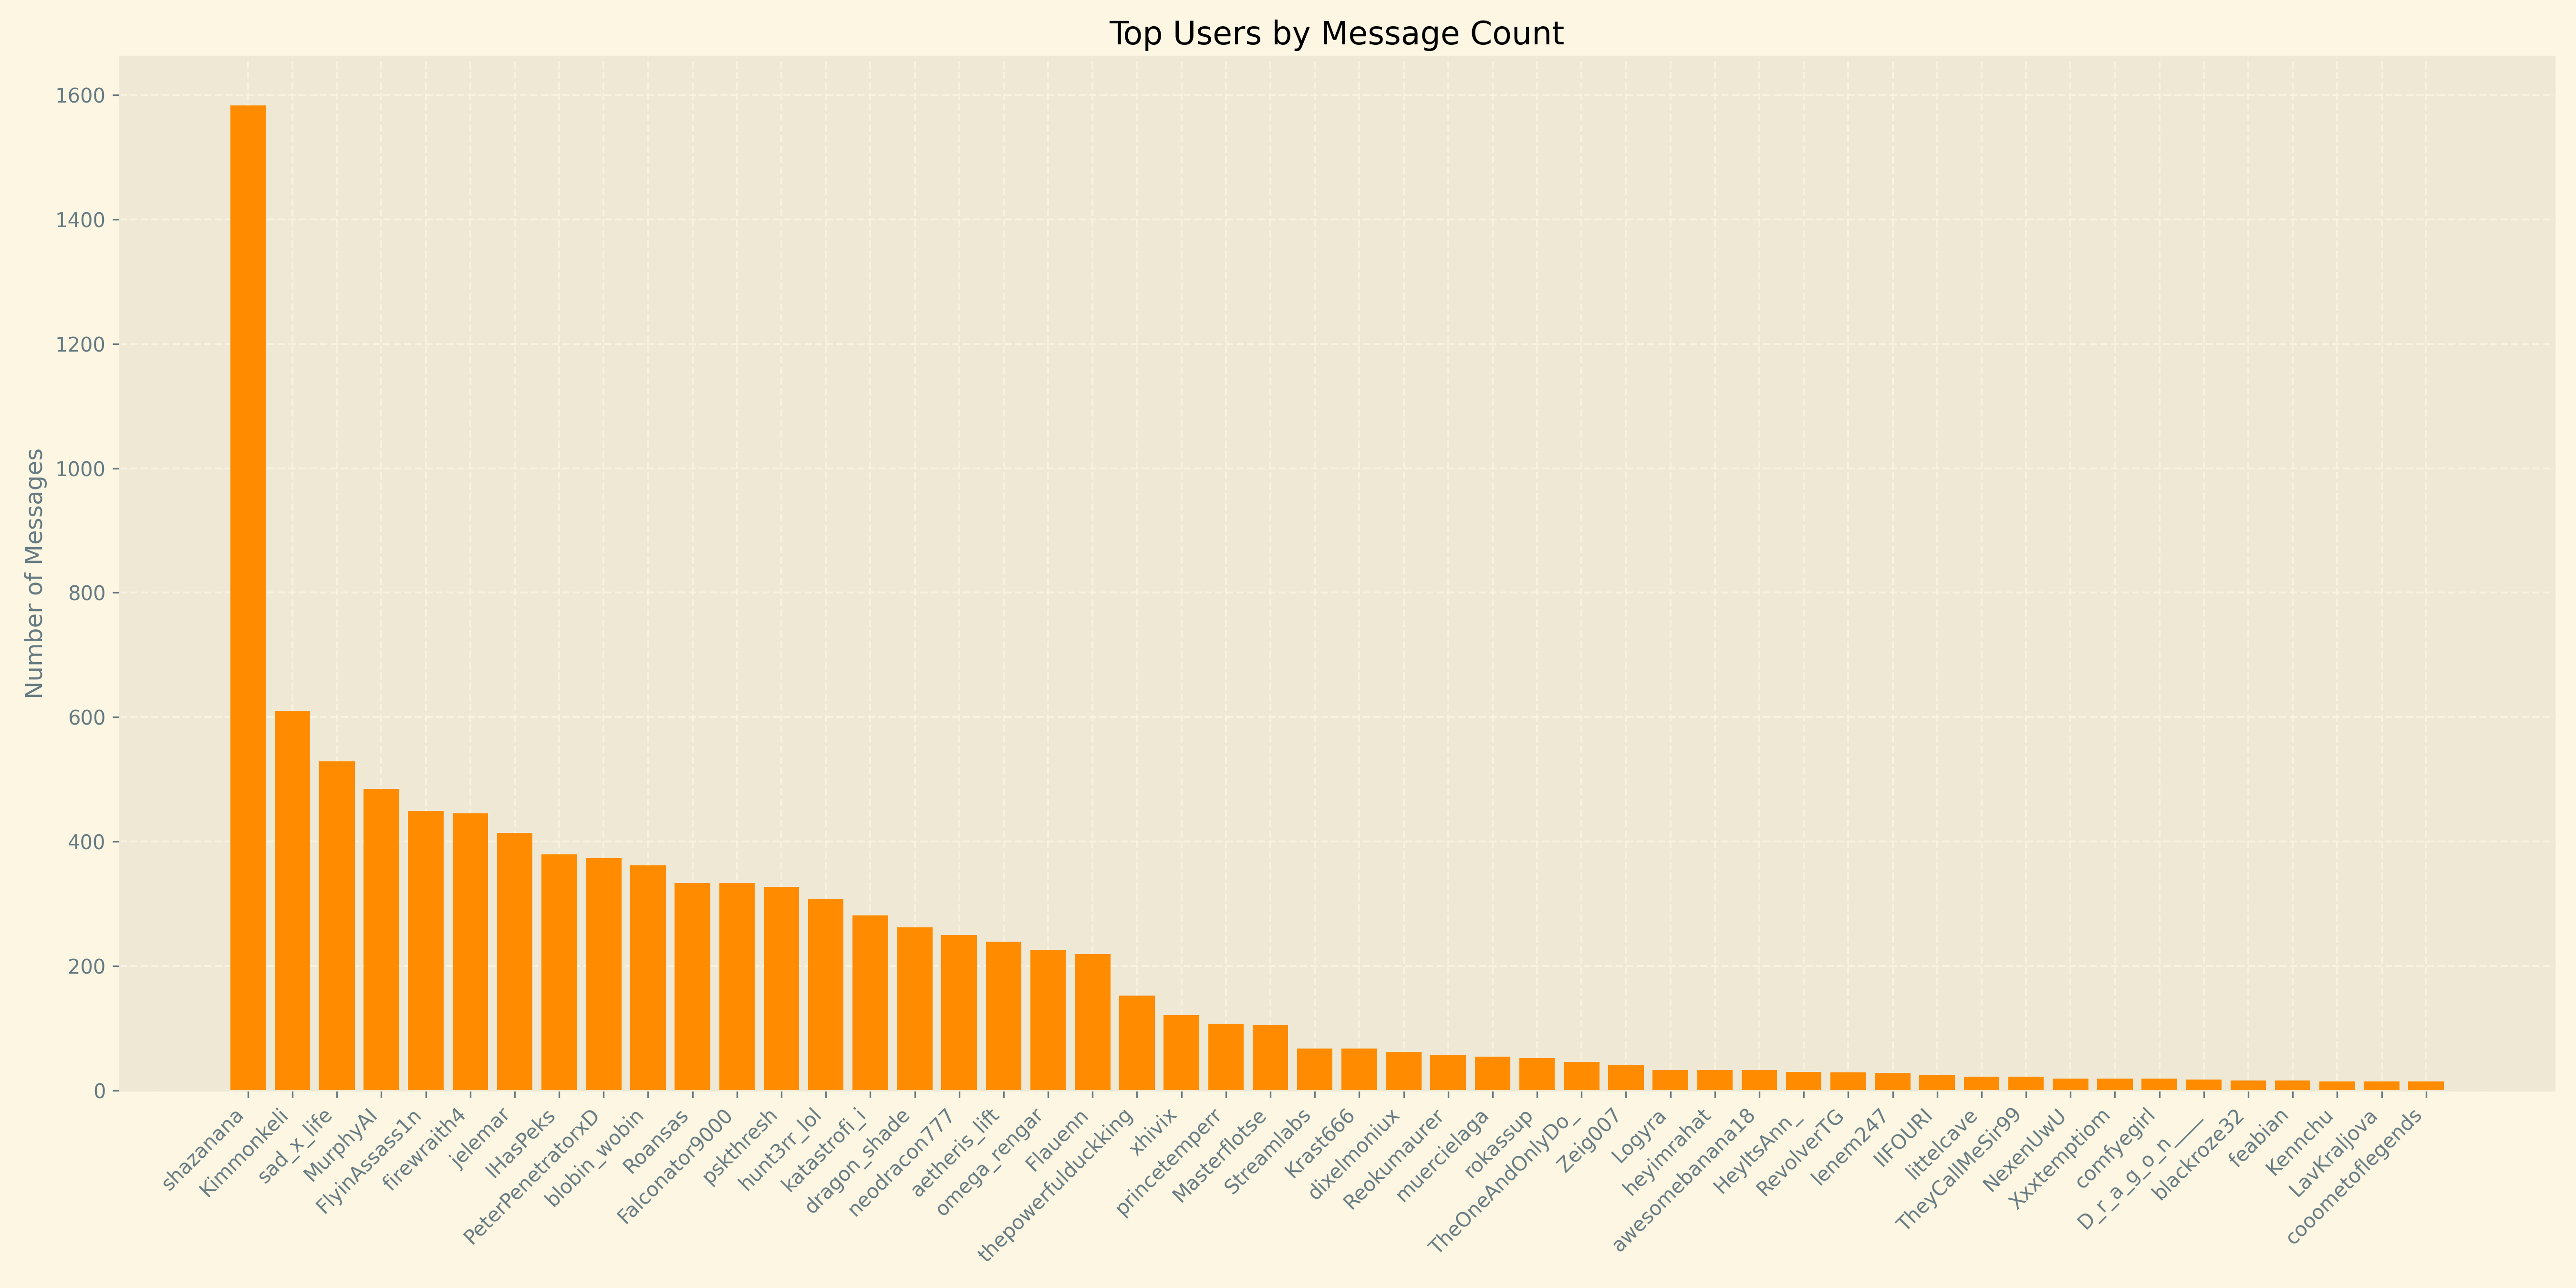 Top Users by Message Count
Number of Messages
1600
1400
1200
1000
800
600
400
200
0
shazanana
Kimmonkeli
sad_x_life
MurphyAI
FlyinAssass1n
firewraith4
jelemar
IHasPeks
PeterPenetratorxD
blobin_wobin
Roansas
Falconator9000
pskthresh
hunt3rr_lol
katastrofi_i
dragon_shade
neodracon777
aetheris_lift
omega_rengar
Flauenn
thepowerfulduckking
xhivix
princetemperr
Masterflotse
Streamlabs
Krast666
dixelmoniux
Reokumaurer
muercielaga
rokassup
TheOneAndOnlyDo_
Zeig007
Logyra
heyimrahat
awesomebanana18
HeyItsAnn_
RevolverTG
lenem247
IIFOURI
littelcave
TheyCallMeSir99
NexenUwU
Xxxtemptiom
comfyegirl
D_r_a_g_o_n___
blackroze32
feabian
Kennchu
LavKraljova
cooometoflegends